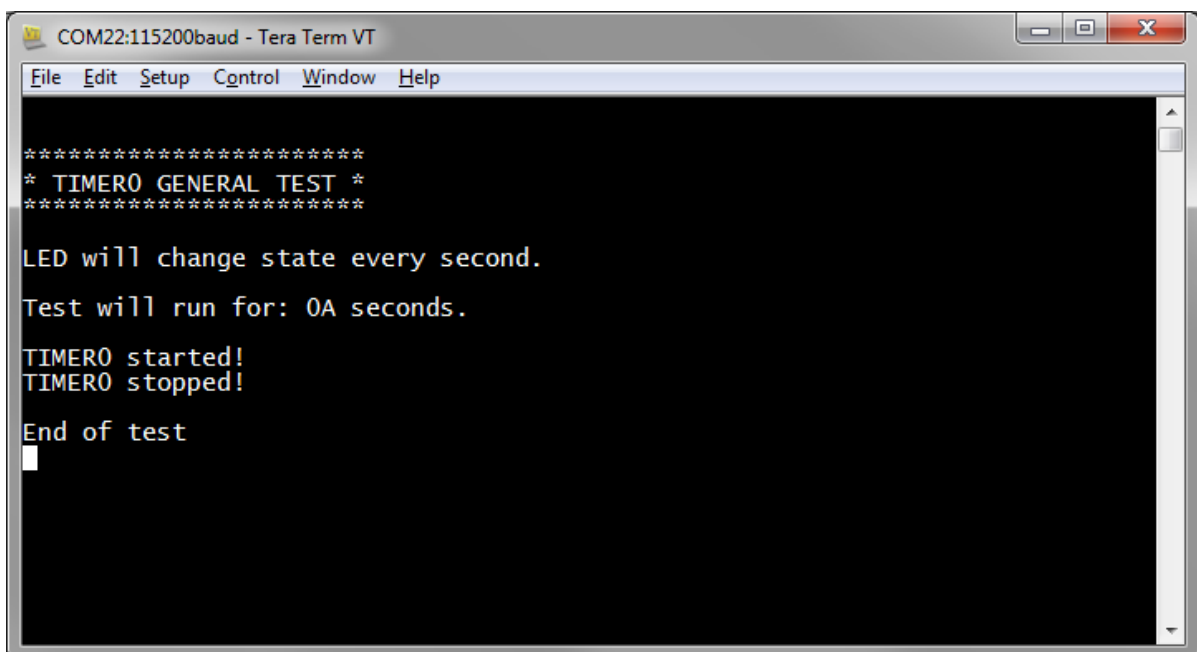 COM22:115200baud - Tera Term VT
File Edit Setup Control Window Help
***********************
* TIMER0 GENERAL TEST *
***********************
LED will change state every second.
Test will run for: 0A seconds.
TIMER0 started!
TIMER0 stopped!
End of test